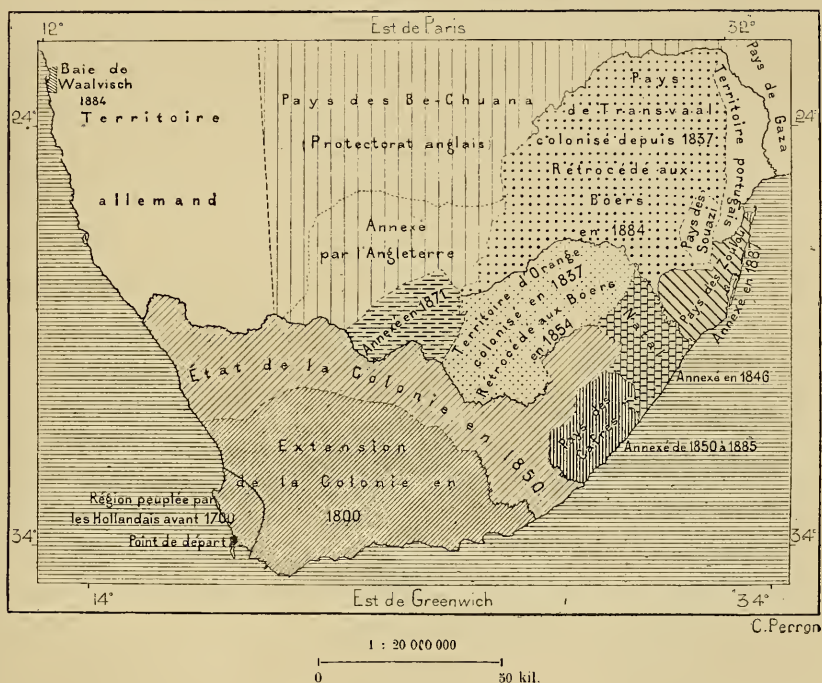 12°
Est de Paris
32°
Baie de
Waalvisch
1884
Territoire
allemand
24°
Pays des Be-Chuana
(Protectorat anglais)
Annexé
par l'Angleterre
Pays
de Transvaal
colonisé depuis 1837
Rétrocédé aux
Boers
en 1884
Territoire portugais
Pays de Gaza
24°
Pays des
Souazi
Pays des Zoulou
Annexé en 1887
Annexé en 1871
Territoire d'Orange
colonisé en 1837
Rétrocédé aux Boers
en 1854
Natal
Annexé en 1846
État de la Colonie en 1850
Pays des
Cafres
Annexé de 1850 à 1885
Extension
de la Colonie en
1800
Région peuplée par
les Hollandais avant 1700
Point de départ
34°
34°
14°
Est de Greenwich
34°
C. Perron
1 : 20 000 000
0
50 kil.